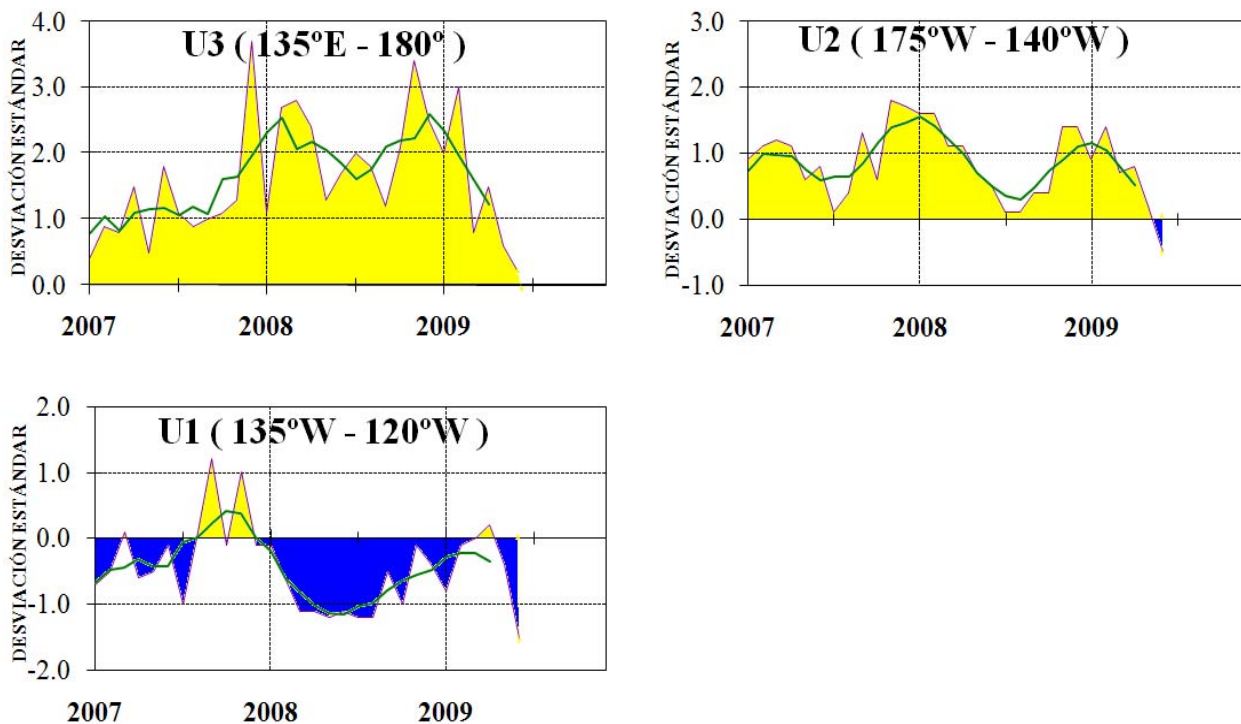 U3 ( 135ºE - 180º )
DESVIACIÓN ESTÁNDAR
4.0
3.0
2.0
1.0
0.0
2007 2008 2009
U2 ( 175ºW - 140ºW )
DESVIACIÓN ESTÁNDAR
3.0
2.0
1.0
0.0
-1.0
2007 2008 2009
U1 ( 135ºW - 120ºW )
DESVIACIÓN ESTÁNDAR
2.0
1.0
0.0
-1.0
-2.0
2007 2008 2009